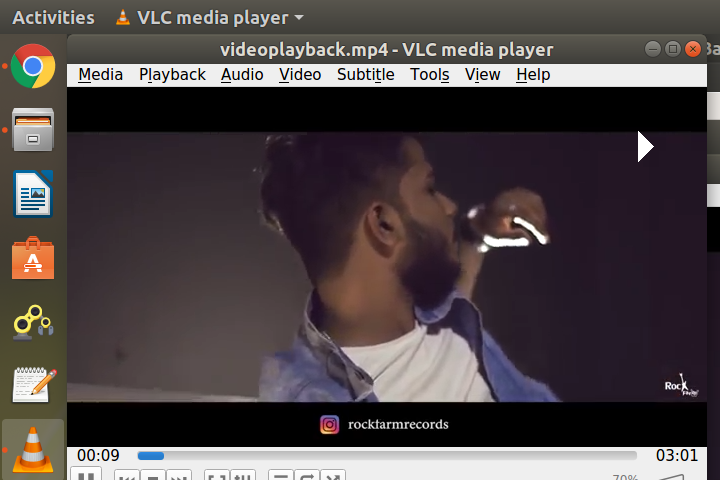 Activities VLC media player
videoplayback.mp4 - VLC media player
Media Playback Audio Video Subtitle Tools View Help
Rock
rockfarmrecords
00:09 03:01
70%